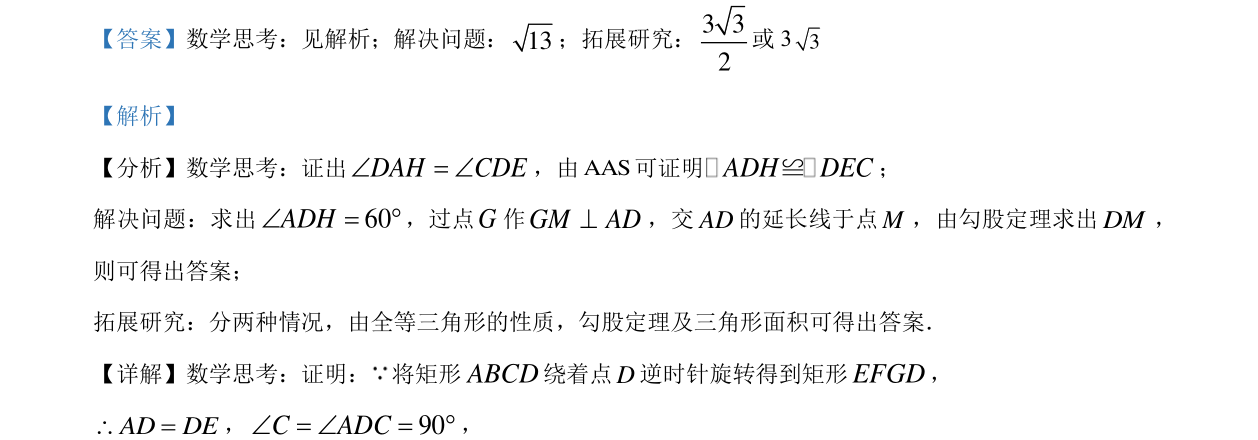 【答案】数学思考：见解析；解决问题：√13；拓展研究：3√3/2或 3√3
【解析】
【分析】数学思考：证出∠DAH＝∠CDE，由 AAS 可证明□ADH≌□DEC；
解决问题：求出∠ADH＝60°，过点G作GM⊥AD，交AD的延长线于点M，由勾股定理求出DM，
则可得出答案；
拓展研究：分两种情况，由全等三角形的性质，勾股定理及三角形面积可得出答案．
【详解】数学思考：证明：∵将矩形ABCD绕着点D逆时针旋转得到矩形EFGD，
∴AD＝DE，∠C＝∠ADC＝90°，